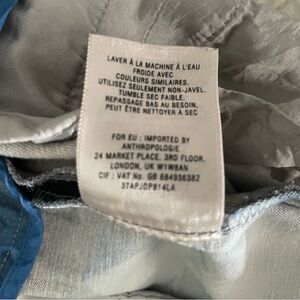 LAVER À LA MACHINE À L'EAU
FROIDE AVEC
COULEURS SIMILAIRES.
UTILISEZ SEULEMENT NON-JAVEL.
TUMBLE SEC FAIBLE.
REPASSAGE BAS AU BESOIN.
PEUT ÊTRE NETTOYER À SEC
FOR EU : IMPORTED BY
ANTHROPOLOGIE
24 MARKET PLACE, 3RD FLOOR,
LONDON, UK W1W8AN
CIF : VAT No. GB 684936382
37APJDP814LA